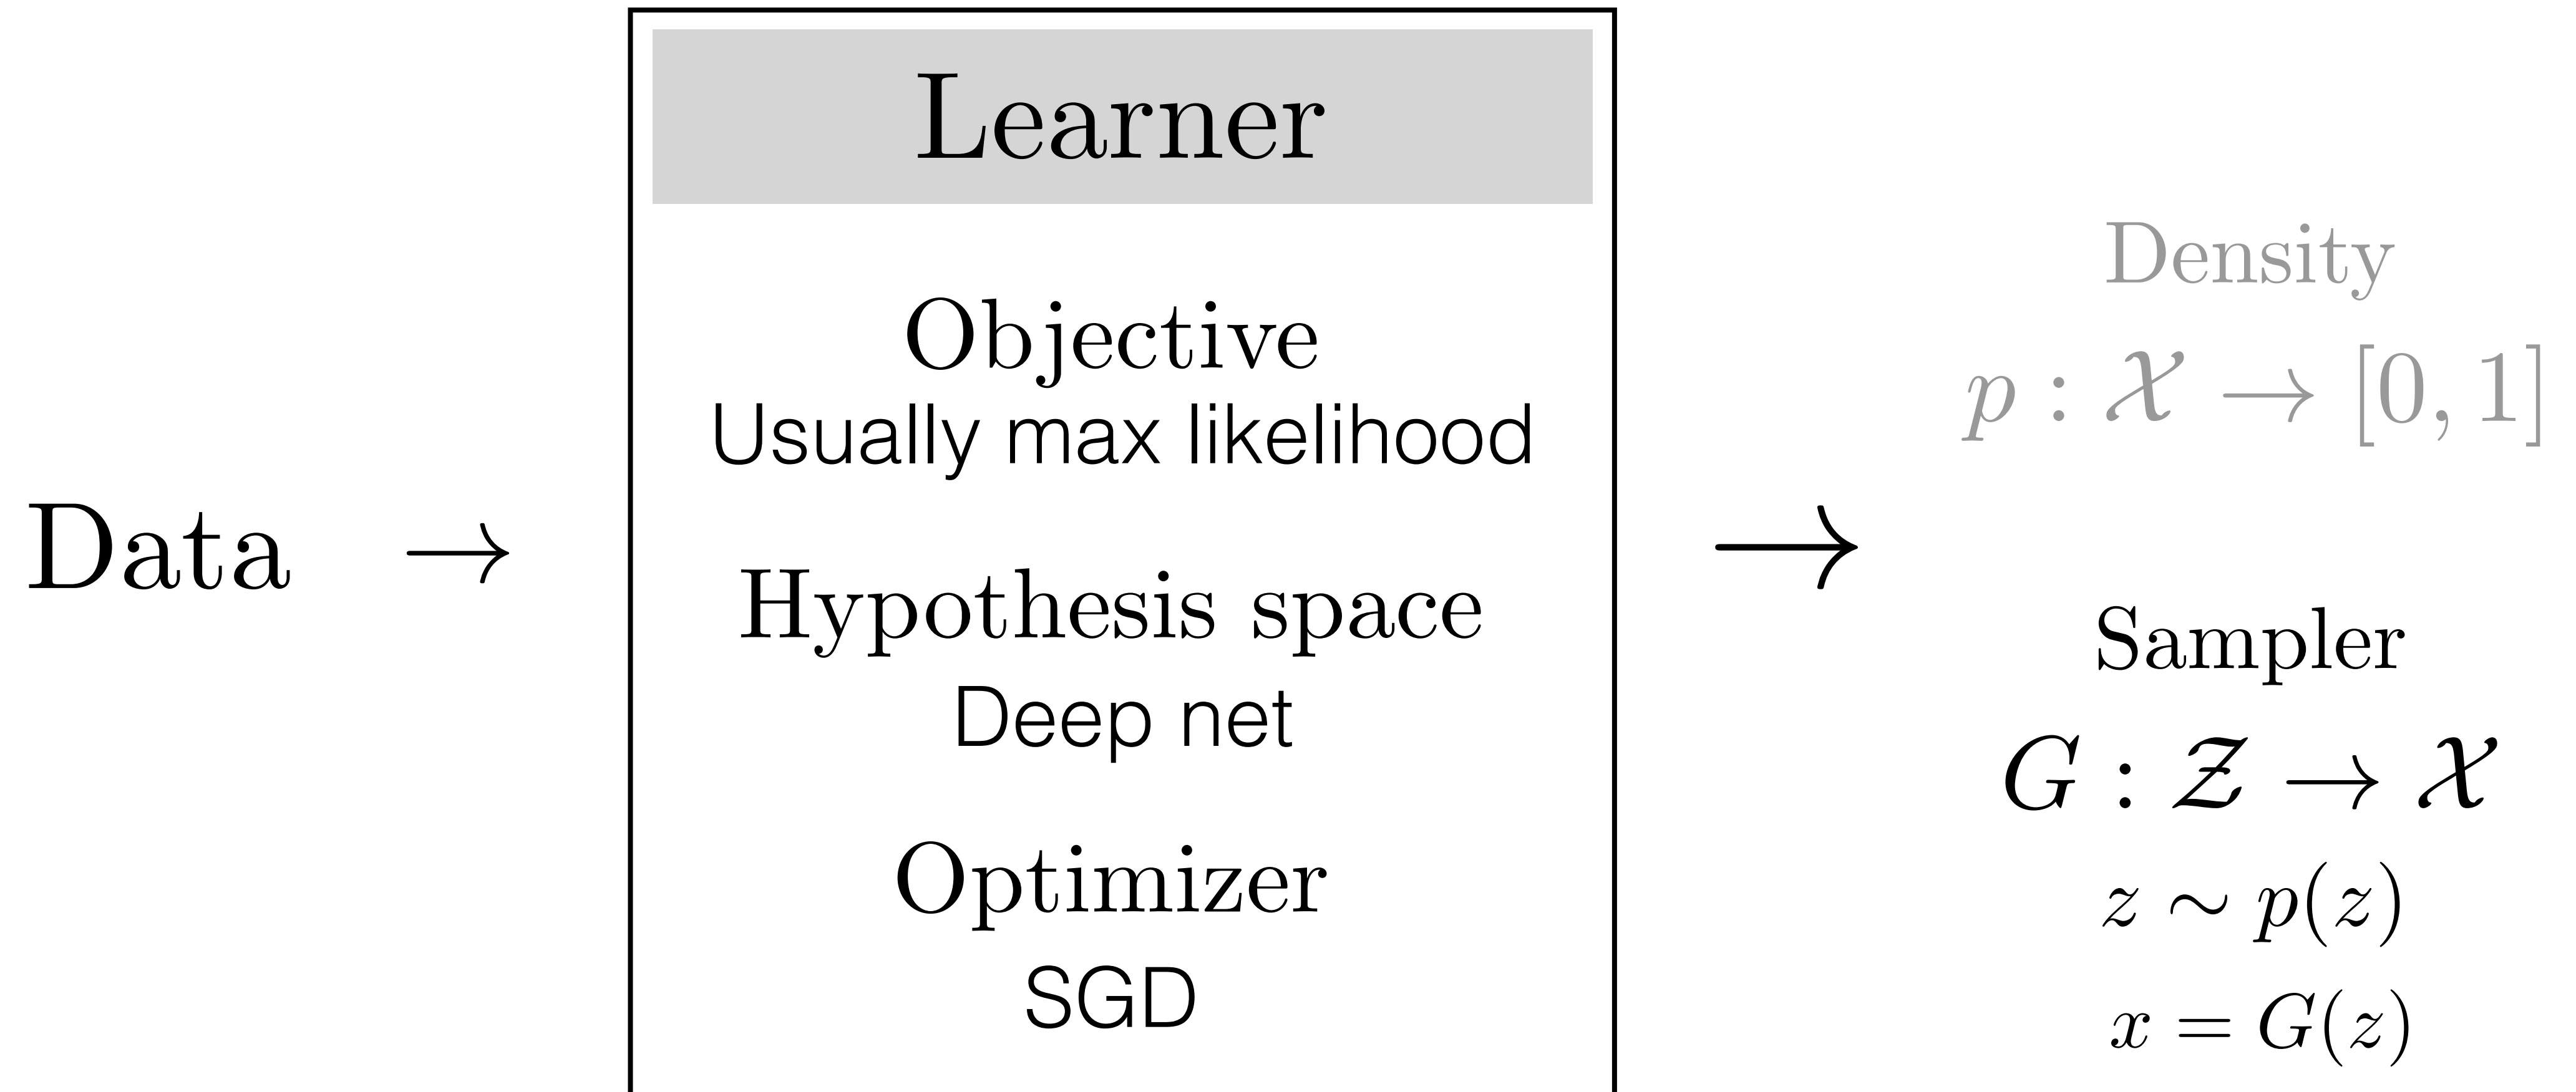 Data →
Learner
Objective
Usually max likelihood
Hypothesis space
Deep net
Optimizer
SGD
→
Density
p : 𝒳 → [0, 1]
Sampler
G : 𝒵 → 𝒳
z ∼ p(z)
x = G(z)